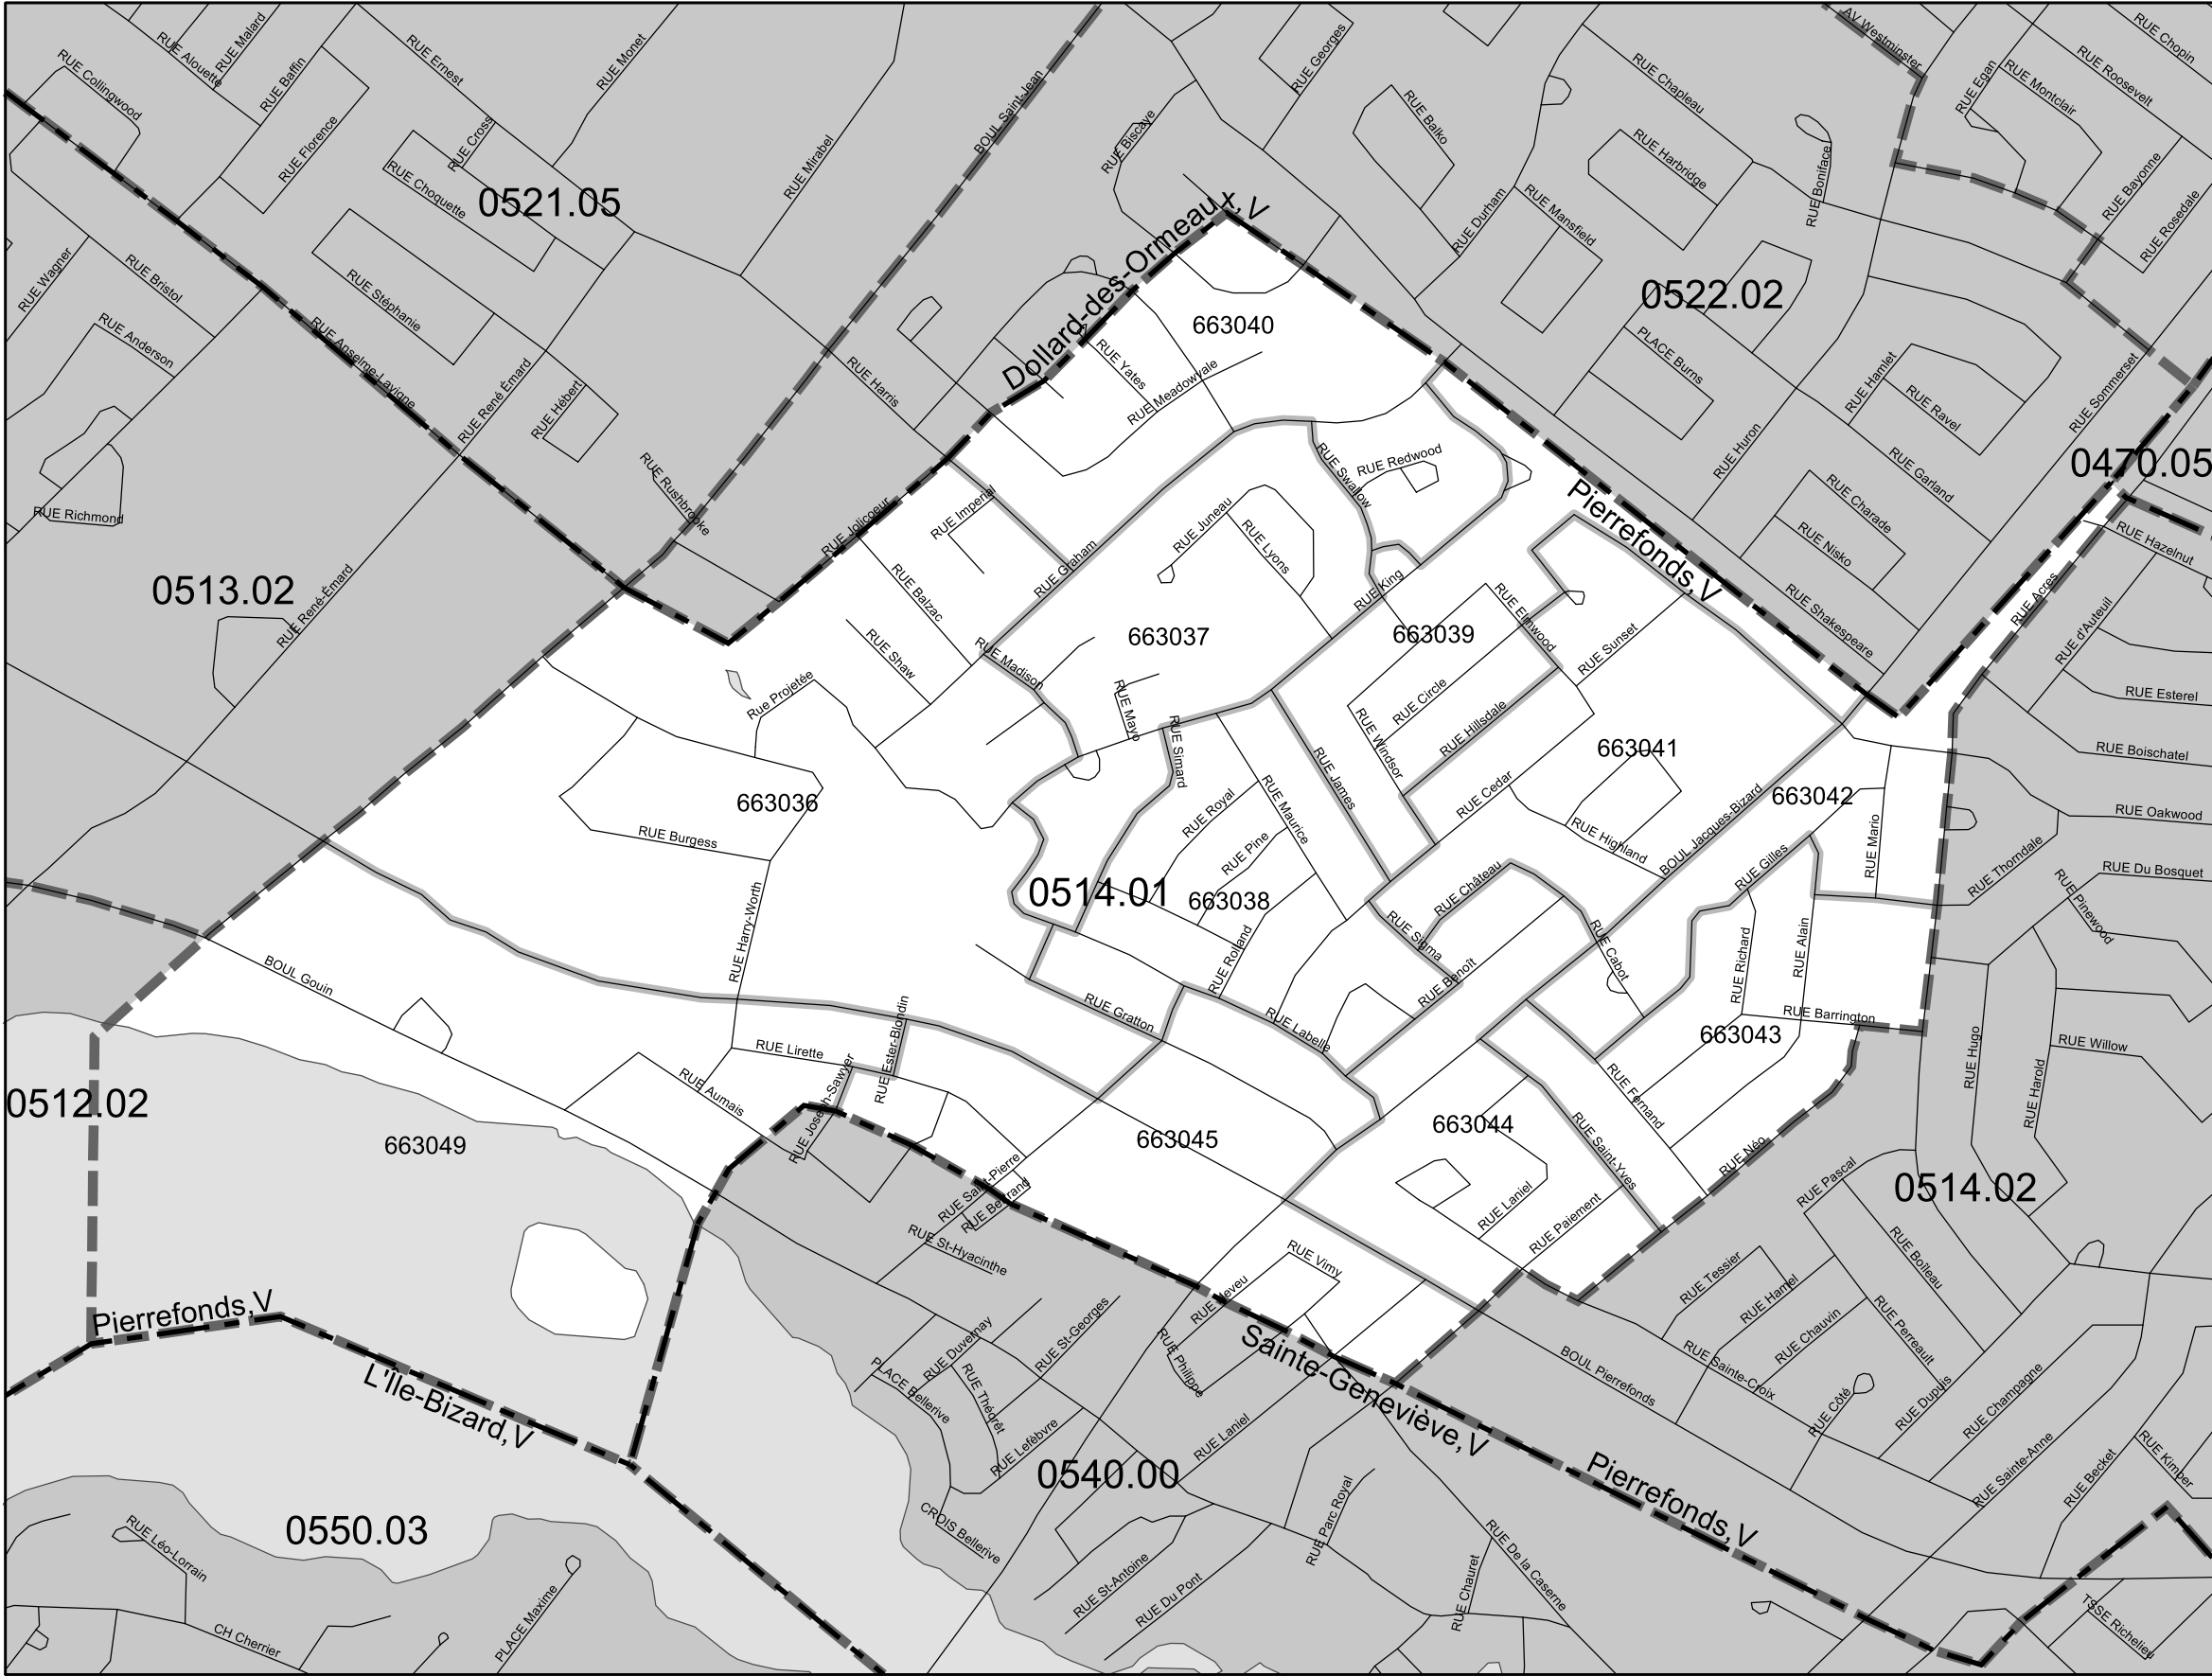 AV Westminster
RUE Chopin
RUE Malard
RUE Alouette
RUE Ernest
RUE Monet
RUE Georges
RUE Roosevelt
RUE Collingwood
RUE Baffin
RUE Chapleau
RUE Egan
RUE Montclair
BOUL Saint-Jean
RUE Florence
RUE Cross
RUE Mirabel
RUE Biscaye
RUE Balko
RUE Harbridge
RUE Boniface
RUE Bayonne
RUE Rosedale
RUE Choquette
0521.05
RUE Durham
RUE Mansfield
Dollard-des-Ormeaux,V
RUE Wagner
RUE Bristol
RUE Stéphanie
0522.02
663040
RUE Anderson
RUE Anselme-Lavigne
RUE René-Émard
RUE Hébert
RUE Harris
RUE Yates
RUE Meadowvale
PLACE Burns
RUE Hamlet
RUE Ravel
RUE Sommerset
RUE Huron
RUE Garland
0470.05
RUE Rushbrooke
RUE Redwood
RUE Swallow
RUE Richmond
RUE Jolicoeur
RUE Imperial
RUE Juneau
RUE Lyons
Pierrefonds,V
RUE Charade
RUE Nisko
RUE Hazelnut
0513.02
RUE René-Émard
RUE Balzac
RUE Graham
RUE King
RUE Elmwood
RUE Shakespeare
RUE Acres
RUE d'Auteuil
663037
663039
RUE Sunset
RUE Shaw
RUE Madison
RUE Projetée
RUE Mayo
RUE Simard
RUE Circle
RUE Hillsdale
RUE Windsor
663041
RUE Esterel
RUE Boischatel
663036
RUE James
RUE Cedar
BOUL Jacques-Bizard
663042
RUE Oakwood
RUE Burgess
RUE Royal
RUE Maurice
RUE Pine
RUE Highland
RUE Mario
RUE Thorndale
RUE Du Bosquet
0514.01
663038
RUE Château
RUE Gilles
RUE Pinewood
RUE Harry-Worth
RUE Rolland
RUE Sigma
RUE Cabot
RUE Richard
RUE Alain
BOUL Gouin
RUE Benoît
RUE Gratton
RUE Labelle
RUE Barrington
663043
RUE Lirette
RUE Ester-Blondin
RUE Hugo
RUE Willow
RUE Harold
0512.02
RUE Aumais
RUE Joseph-Sawyer
663049
663045
663044
RUE Fernand
RUE Saint-Yves
RUE Néo
RUE Saint-Pierre
RUE Bertrand
RUE Laniel
RUE Paiement
RUE Pascal
0514.02
RUE St-Hyacinthe
RUE Vimy
RUE Neveu
RUE Tessier
RUE Hamel
RUE Boileau
Pierrefonds,V
L'Île-Bizard,V
RUE St-Georges
RUE Duvernay
PLACE Bellerive
RUE Théorêt
RUE Philippe
Sainte-Geneviève,V
RUE Chauvin
RUE Perreault
BOUL Pierrefonds
RUE Sainte-Croix
RUE Côté
RUE Dupuis
RUE Champagne
RUE Lefebvre
RUE Laniel
0540.00
Pierrefonds,V
RUE Sainte-Anne
RUE Becket
RUE Kimber
0550.03
RUE Léo-Lorrain
CROIS Bellerive
RUE Parc Royal
RUE De la Caserne
RUE St-Antoine
RUE Du Pont
RUE Chauret
CH Cherrier
PLACE Maxime
TSSE Richelieu